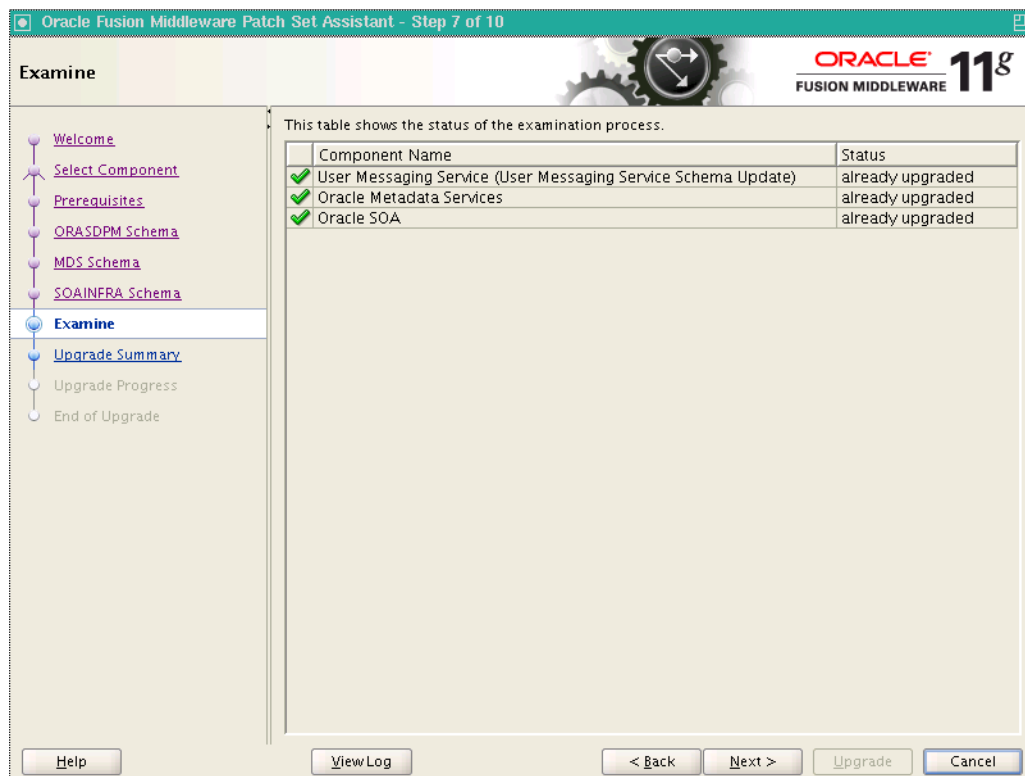 Oracle Fusion Middleware Patch Set Assistant - Step 7 of 10
Examine
ORACLE
FUSION MIDDLEWARE
11g
Welcome
Select Component
Prerequisites
ORASDPM Schema
MDS Schema
SOAINFRA Schema
Examine
Upgrade Summary
Upgrade Progress
End of Upgrade
This table shows the status of the examination process.
Component Name Status
User Messaging Service (User Messaging Service Schema Update) already upgraded
Oracle Metadata Services already upgraded
Oracle SOA already upgraded
Help View Log < Back Next > Upgrade Cancel